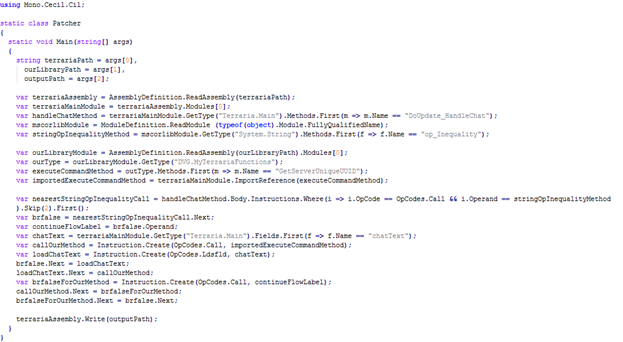 using Mono.Cecil.Cil;
static class Patcher
{
static void Main(string[] args)
{
string terrariaPath = args[0],
ourLibraryPath = args[1],
outputPath = args[2];
var terrariaAssembly = AssemblyDefinition.ReadAssembly(terrariaPath);
var terrariaMainModule = terrariaAssembly.Modules[0];
var handleChatMethod = terrariaMainModule.GetType("Terraria.Main").Methods.First(m => m.Name == "DoUpdate_HandleChat");
var mscorlibModule = ModuleDefinition.ReadModule (typeof(object).Module.FullyQualifiedName);
var stringOpInequalityMethod = mscorlibModule.GetType("System.String").Methods.First(f => f.Name == "op_Inequality");
var ourLibraryModule = AssemblyDefinition.ReadAssembly(ourLibraryPath).Modules[0];
var ourType = ourLibraryModule.GetType("DVG.MyTerrariaFunctions");
var executeCommandMethod = outType.Methods.First(m => m.Name == "GetServerUniqueUUID");
var importedExecuteCommandMethod = terrariaMainModule.ImportReference(executeCommandMethod);
var nearestStringOpInequalityCall = handleChatMethod.Body.Instructions.Where(i => i.OpCode == OpCodes.Call && i.Operand == stringOpInequalityMethod
).Skip(2).First();
var brfalse = nearestStringOpInequalityCall.Next;
var continueFlowLabel = brfalse.Operand;
var chatText = terrariaMainModule.GetType("Terraria.Main").Fields.First(f => f.Name == "chatText");
var callOurMethod = Instruction.Create(OpCodes.Call, importedExecuteCommandMethod);
var loadChatText = Instruction.Create(OpCodes.Ldsfld, chatText);
brfalse.Next = loadChatText;
loadChatText.Next = callOurMethod;
var brfalseForOurMethod = Instruction.Create(OpCodes.Call, continueFlowLabel);
callOurMethod.Next = brfalseForOurMethod;
brfalseForOurMethod.Next = brfalse.Next;
terrariaAssembly.Write(outputPath);
}
}